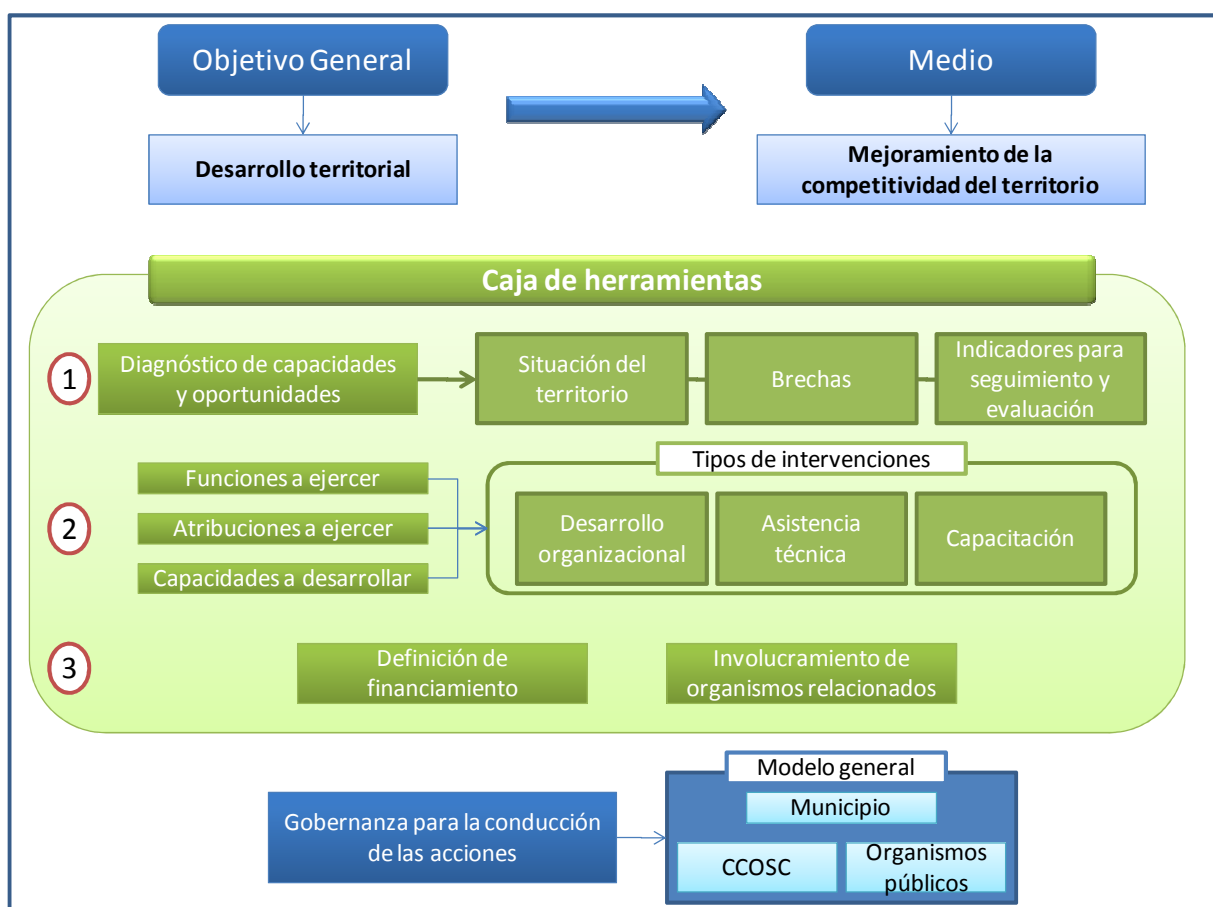 Objetivo General
Medio
Desarrollo territorial
Mejoramiento de la
competitividad del territorio
Caja de herramientas
1
Diagnóstico de capacidades
y oportunidades
Situación del
territorio
Brechas
Indicadores para
seguimiento y
evaluación
Tipos de intervenciones
2
Funciones a ejercer
Atribuciones a ejercer
Capacidades a desarrollar
Desarrollo
organizacional
Asistencia
técnica
Capacitación
3
Definición de
financiamiento
Involucramiento de
organismos relacionados
Gobernanza para la conducción
de las acciones
Modelo general
Municipio
CCOSC
Organismos
públicos